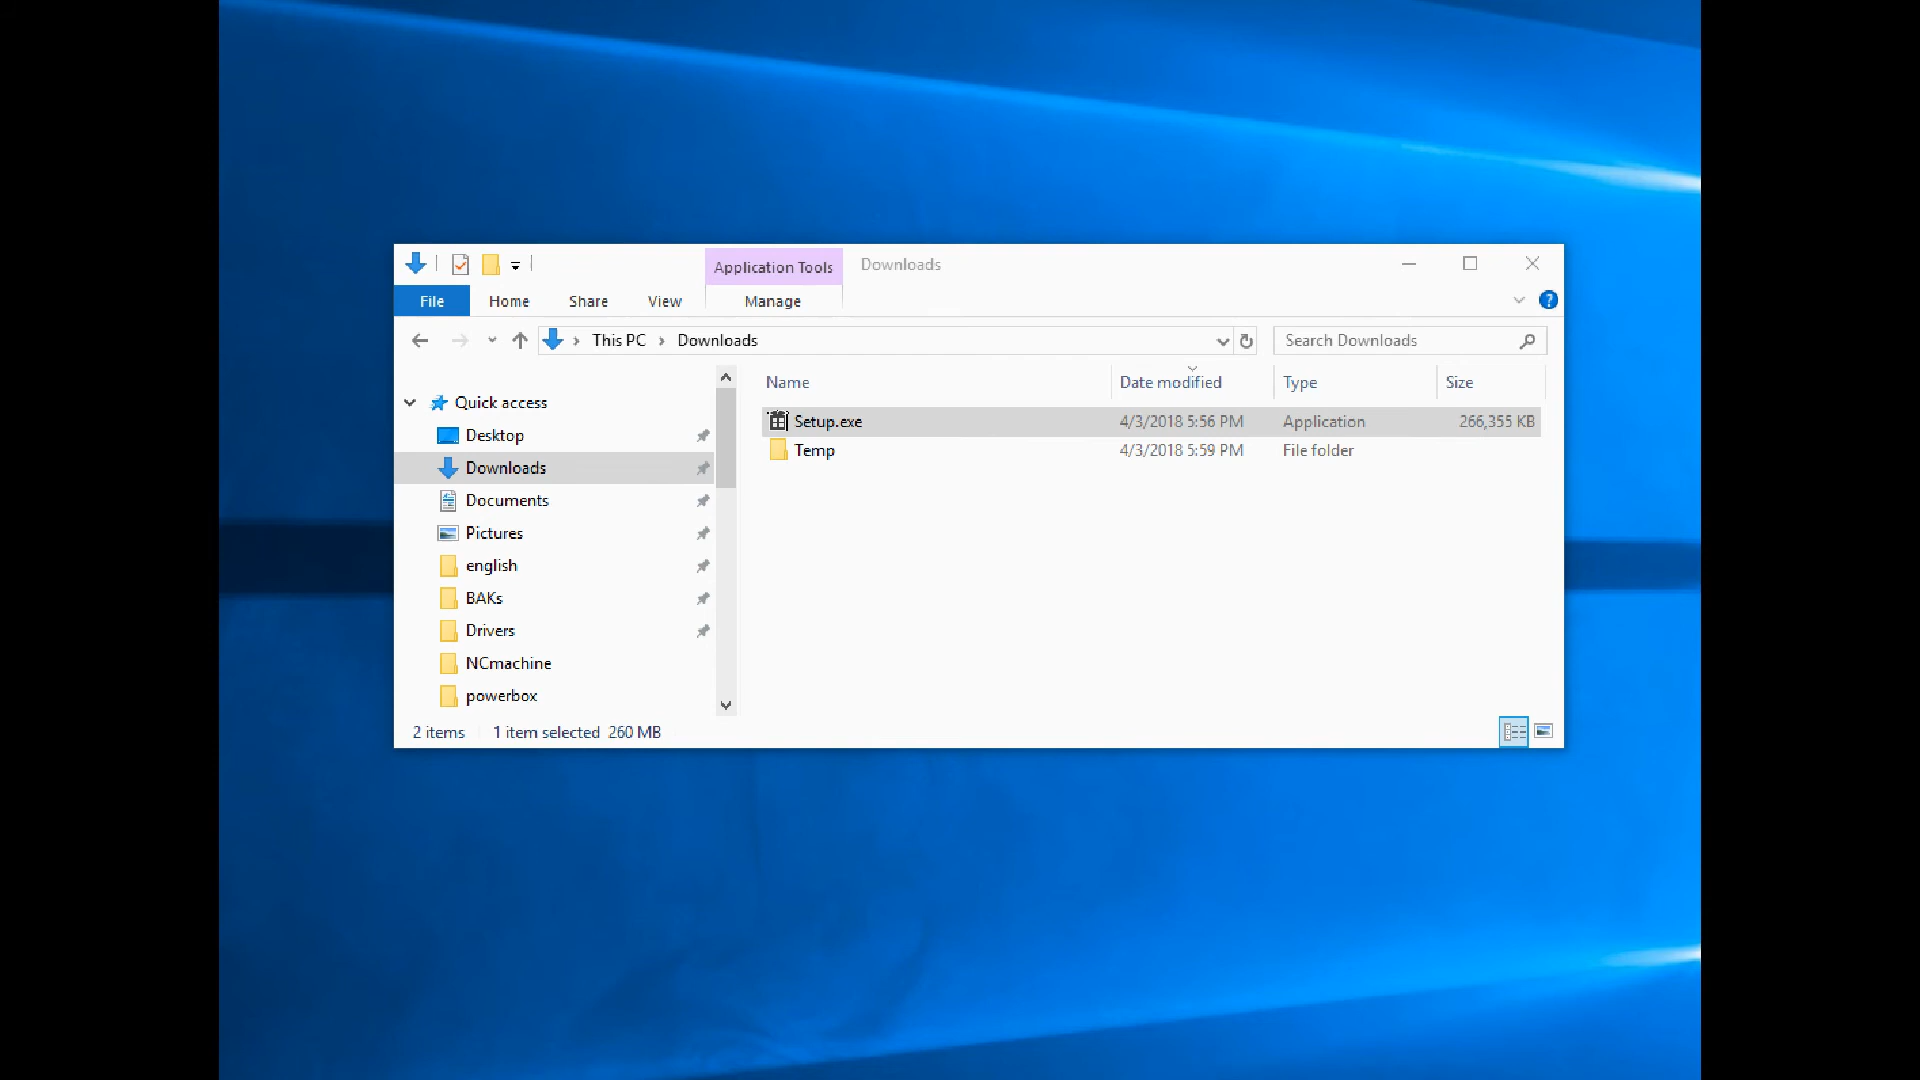 Application Tools Downloads
File Home Share View Manage
This PC Downloads Search Downloads
Name Date modified Type Size
Quick access
Setup.exe 4/3/2018 5:56 PM Application 266,355 KB
Desktop
Temp 4/3/2018 5:59 PM File folder
Downloads
Documents
Pictures
english
BAKs
Drivers
NCmachine
powerbox
2 items 1 item selected 260 MB